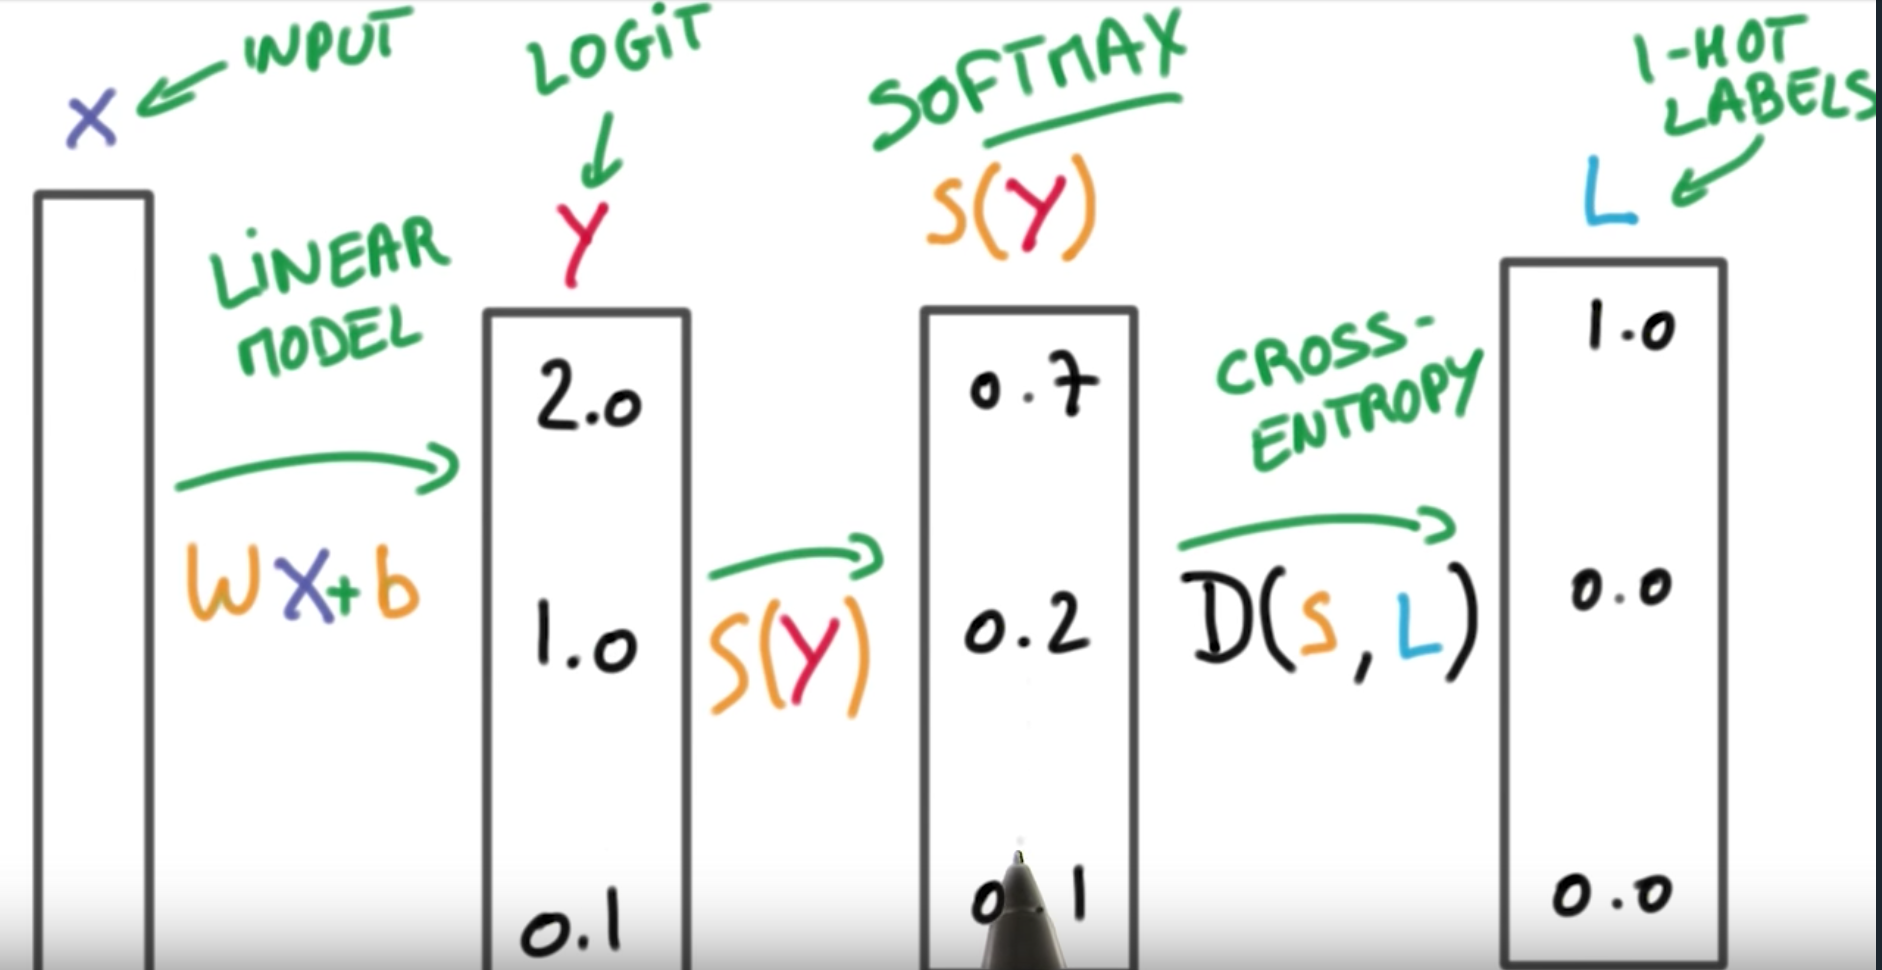 X
INPUT
LINEAR
MODEL
WX+b
LOGIT
Y
2.0
1.0
0.1
S(Y)
SOFTMAX
S(Y)
0.7
0.2
0 1
CROSS-
ENTROPY
D(S,L)
1-HOT
LABELS
L
1.0
0.0
0.0